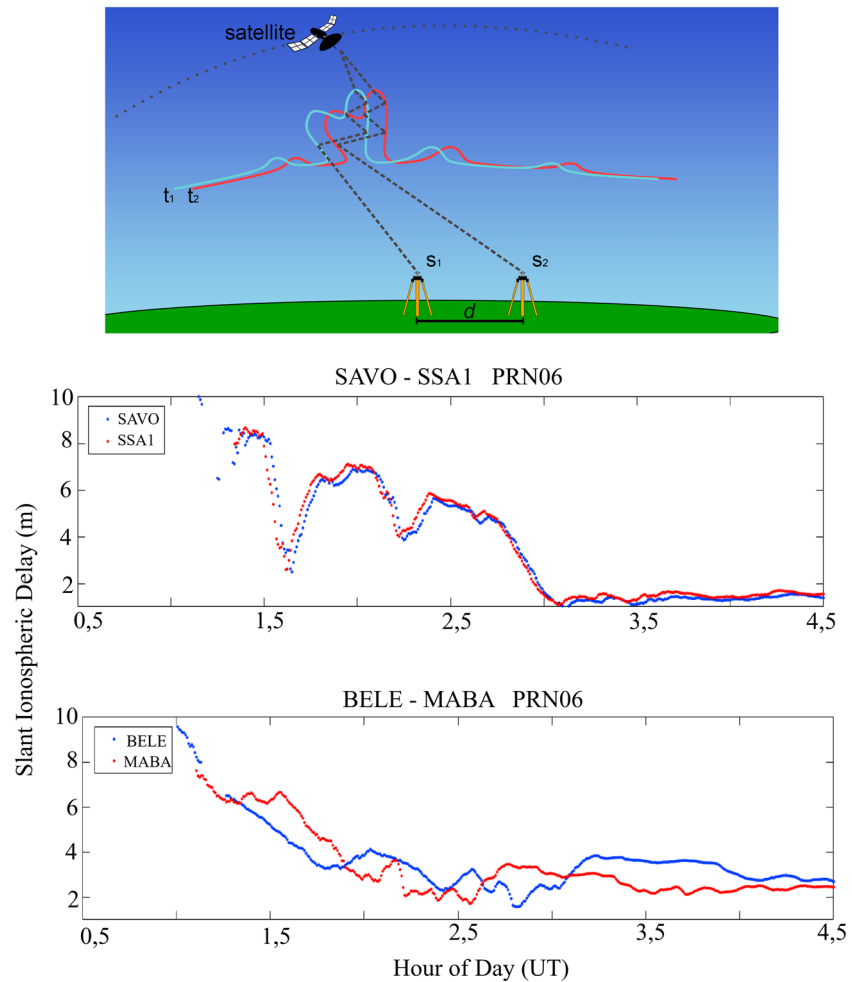 satellite
t1 t2
s1
s2
d
SAVO - SSA1 PRN06
10
8
6
4
2
SAVO
SSA1
0,5 1,5 2,5 3,5 4,5
Slant Ionospheric Delay (m)
BELE - MABA PRN06
10
8
6
4
2
BELE
MABA
0,5 1,5 2,5 3,5 4,5
Hour of Day (UT)